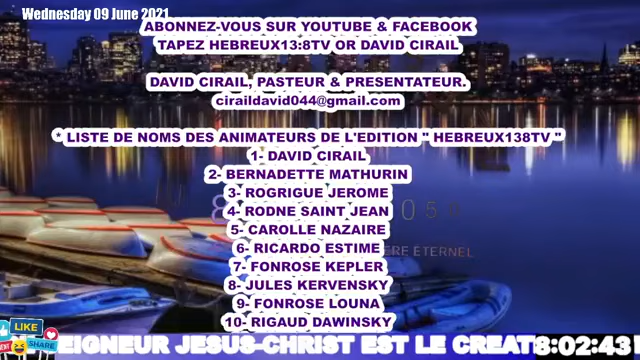 Wednesday 09 June 2021
ABONNEZ-VOUS SUR YOUTUBE & FACEBOOK
TAPEZ HEBREUX13:8TV OR DAVID CIRAIL
DAVID CIRAIL, PASTEUR & PRESENTATEUR.
ciraildavid044@gmail.com
* LISTE DE NOMS DES ANIMATEURS DE L'EDITION " HEBREUX138TV "
1- DAVID CIRAIL
2- BERNADETTE MATHURIN
3- ROGRIGUE JEROME
4- RODNE SAINT JEAN
5- CAROLLE NAZAIRE
6- RICARDO ESTIME
ERE ETERNEL
7- FONROSE KEPLER
8- JULES KERVENSKY
9- FONROSE LOUNA
10- RIGAUD DAWINSKY
LIKE
SHARE
EIGNEUR JESUS-CHRIST EST LE CREAT
8:02:43